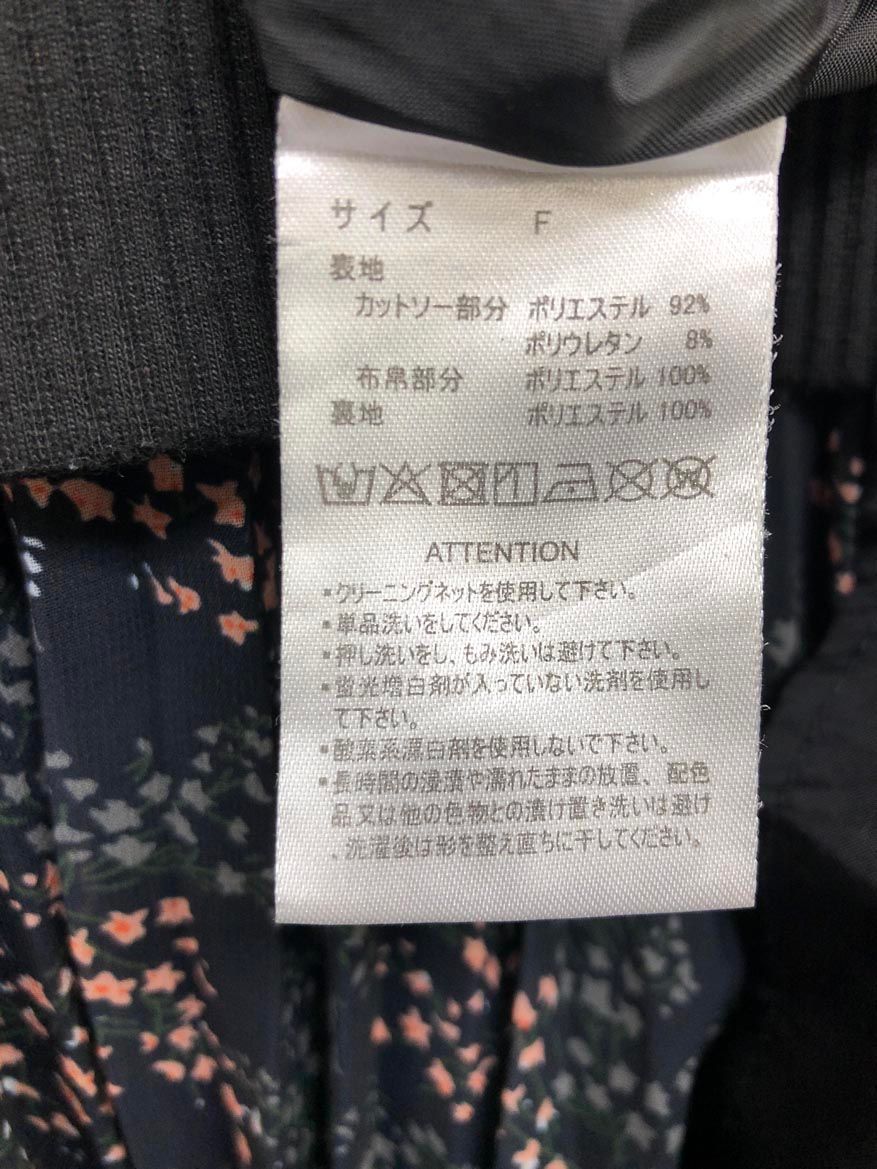 サイズ F
表地
カットソー部分 ポリエステル 92%
ポリウレタン 8%
布帛部分 ポリエステル 100%
裏地 ポリエステル 100%
ATTENTION
▪クリーニングネットを使用して下さい。
▪単品洗いをしてください。
▪押し洗いをし、もみ洗いは避けて下さい。
▪蛍光増白剤が入っていない洗剤を使用し
て下さい。
▪酸素系漂白剤を使用しないで下さい。
▪長時間の浸漬や濡れたままの放置、配色
品又は他の色物との漬け置き洗いは避け
、洗濯後は形を整え直ちに干してください。